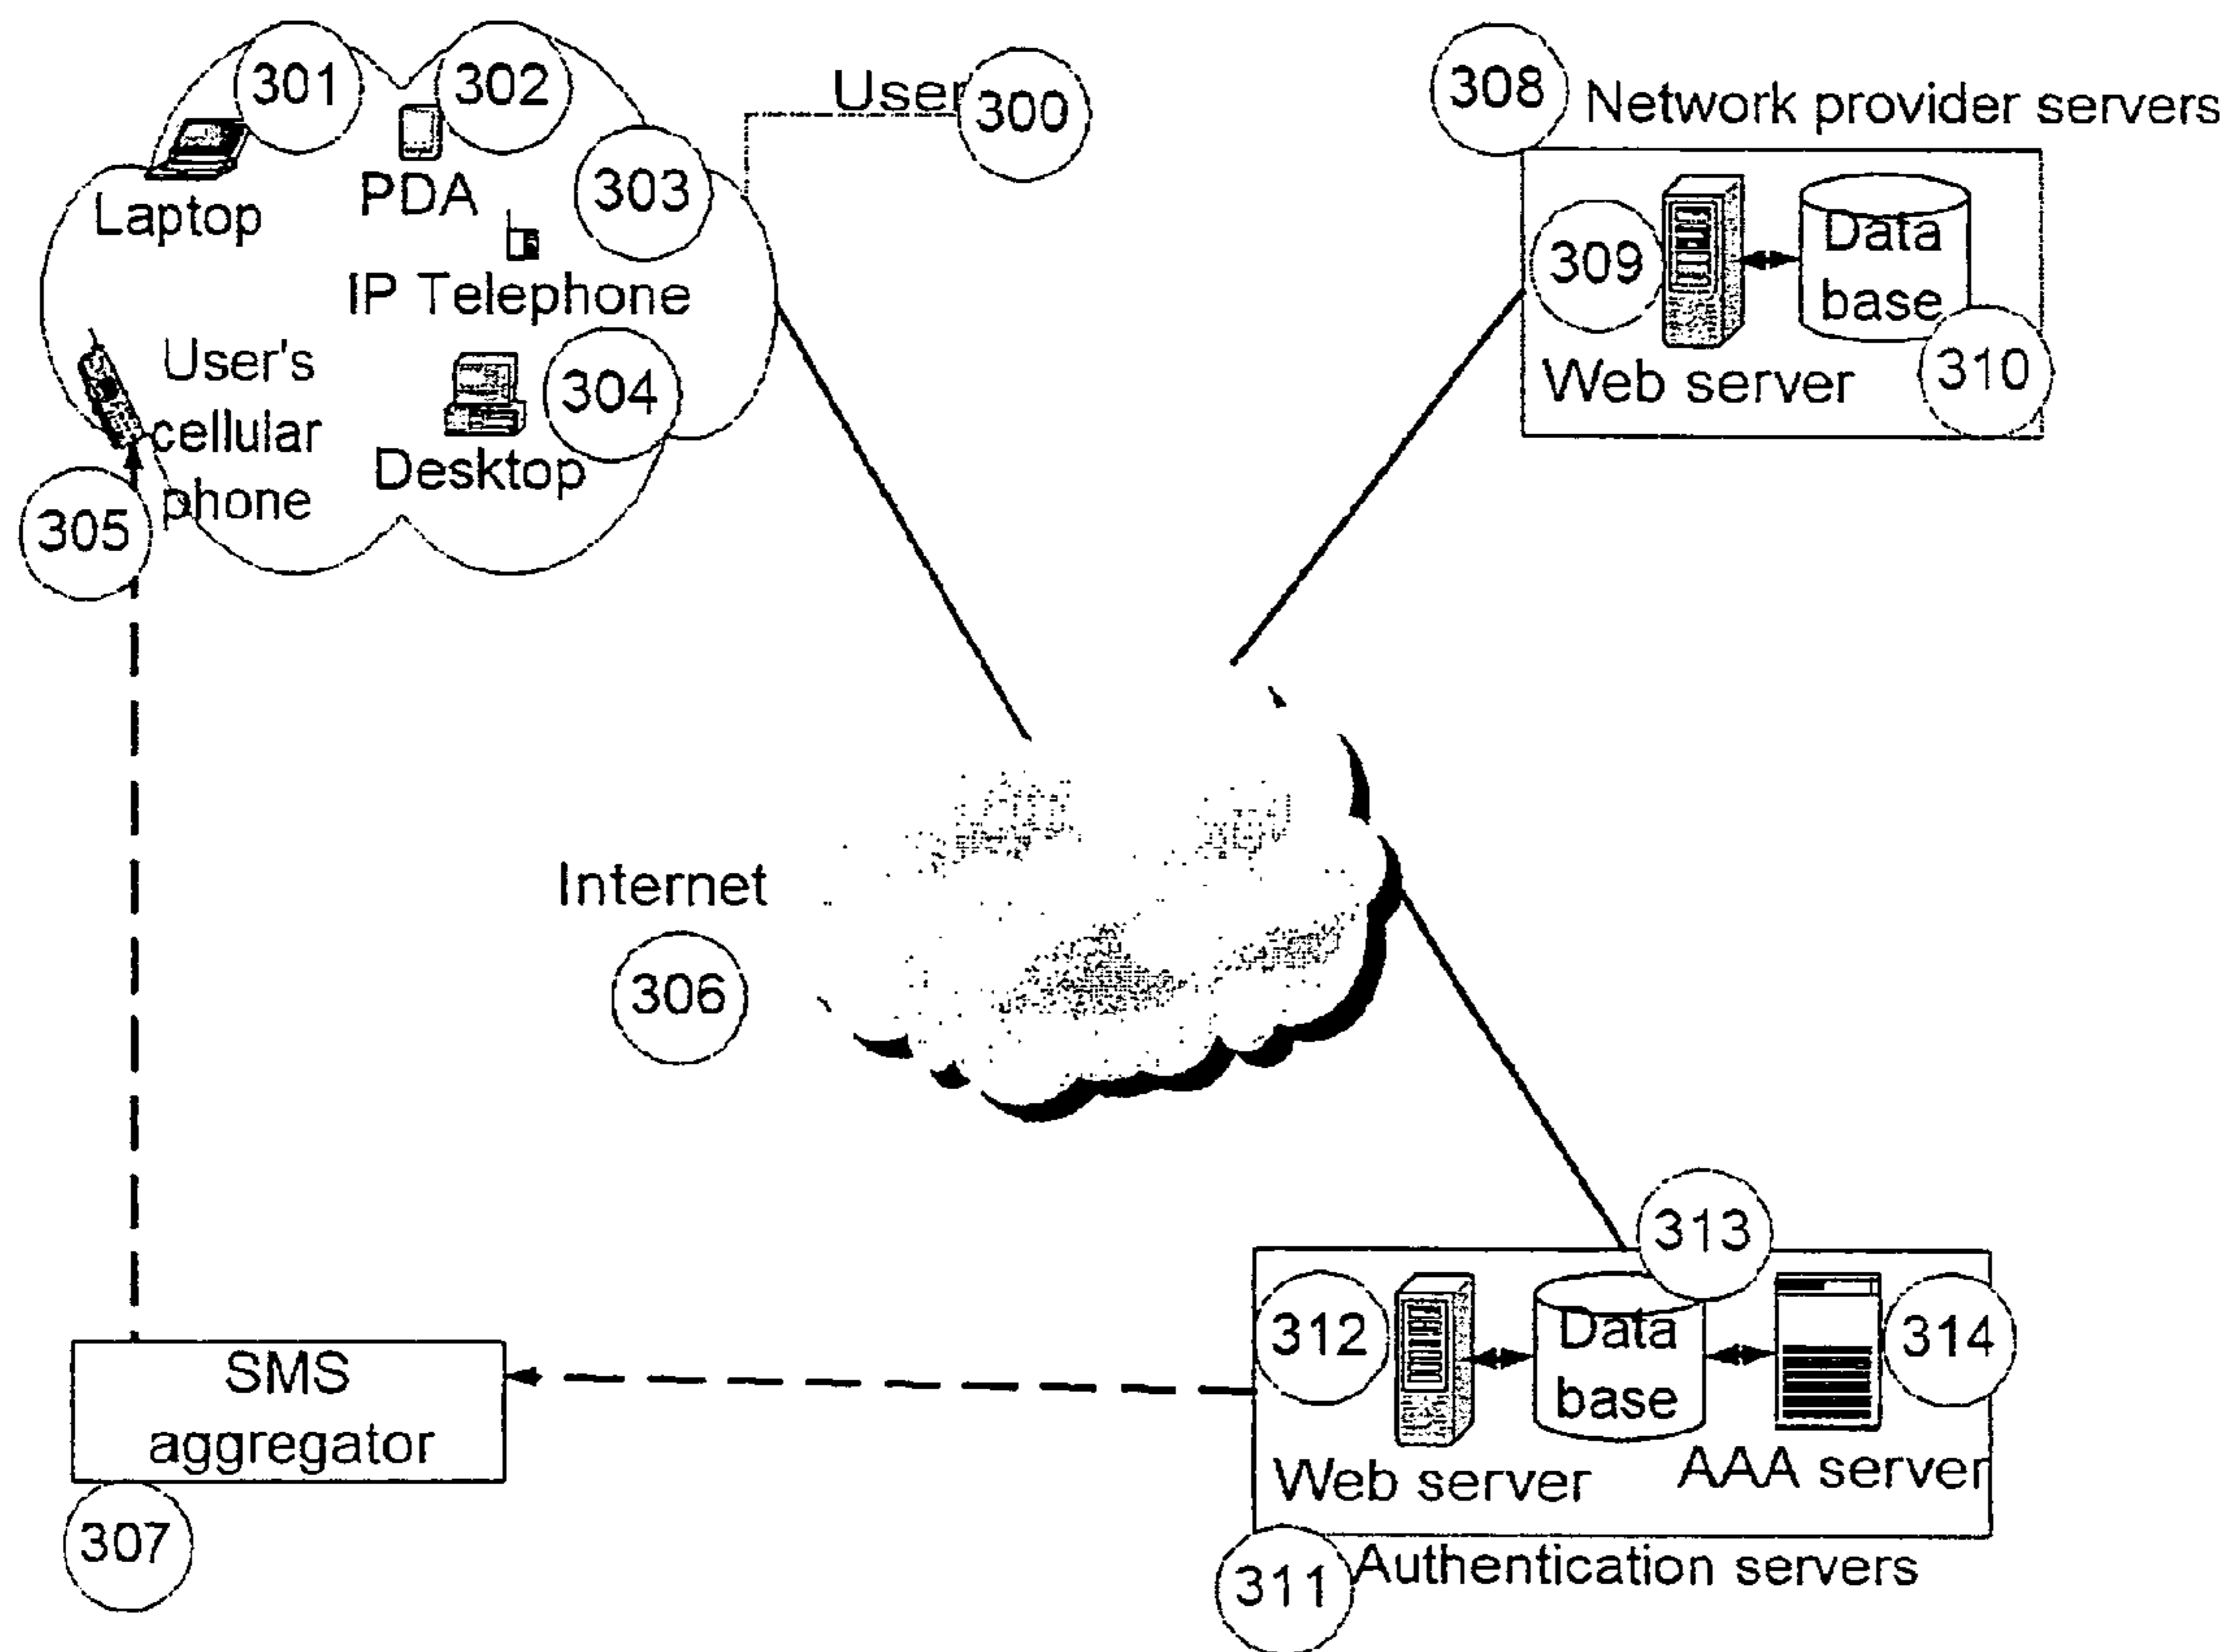 301
302
User
300
308
Network provider servers
Laptop
PDA
303
IP Telephone
309
Data
base
Web server
310
User's
cellular
phone
304
Desktop
305
Internet
306
313
312
Data
base
314
Web server
AAA server
SMS
aggregator
307
311
Authentication servers